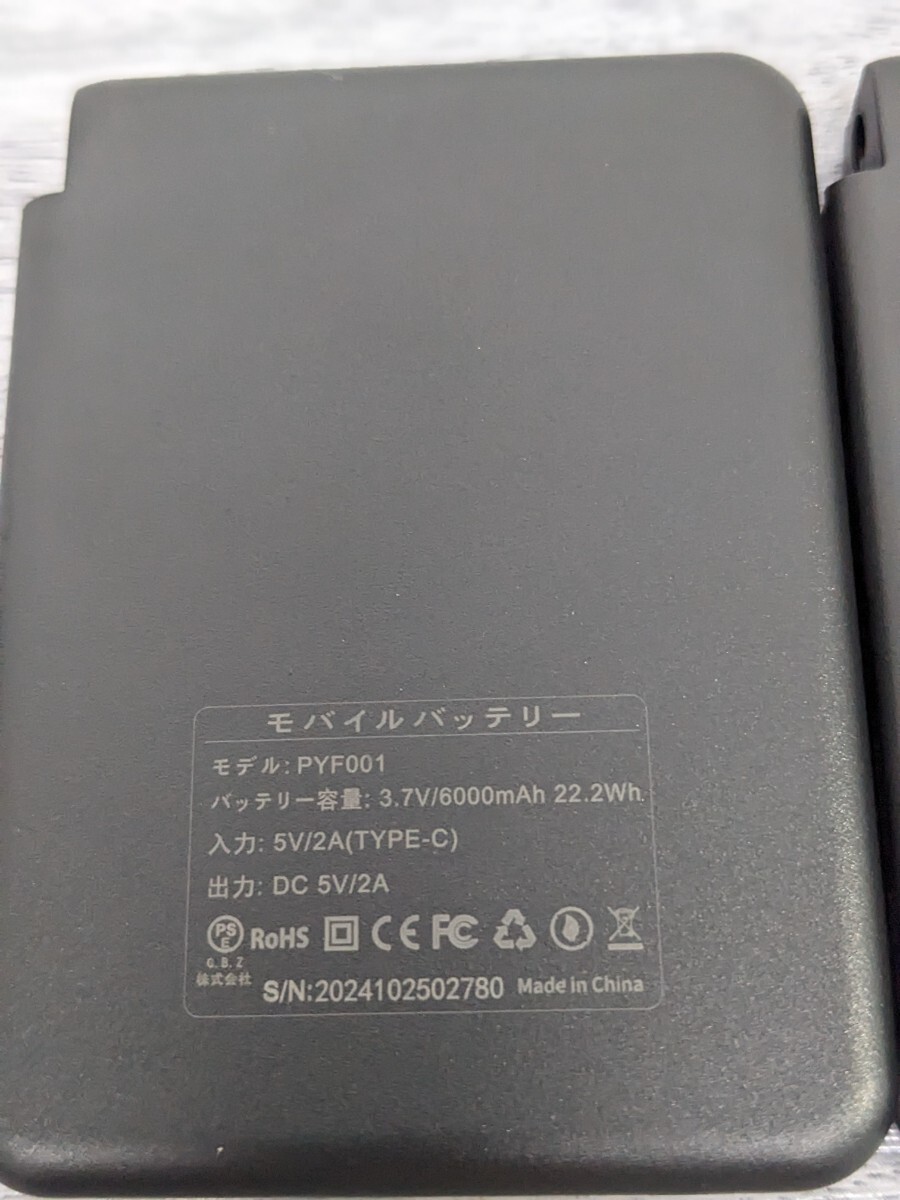 モバイルバッテリー
モデル: PYF001
バッテリー容量: 3.7V/6000mAh 22.2Wh
入力: 5V/2A(TYPE-C)
出力: DC 5V/2A
PSE RoHS CE FC
G.B.Z
株式会社
S/N:2024102502780 Made in China